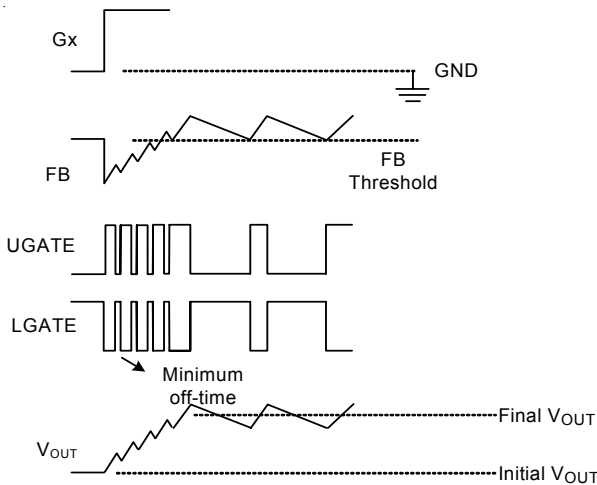 Gx
GND
FB
FB
Threshold
UGATE
LGATE
Minimum
off-time
VOUT
Final VOUT
Initial VOUT